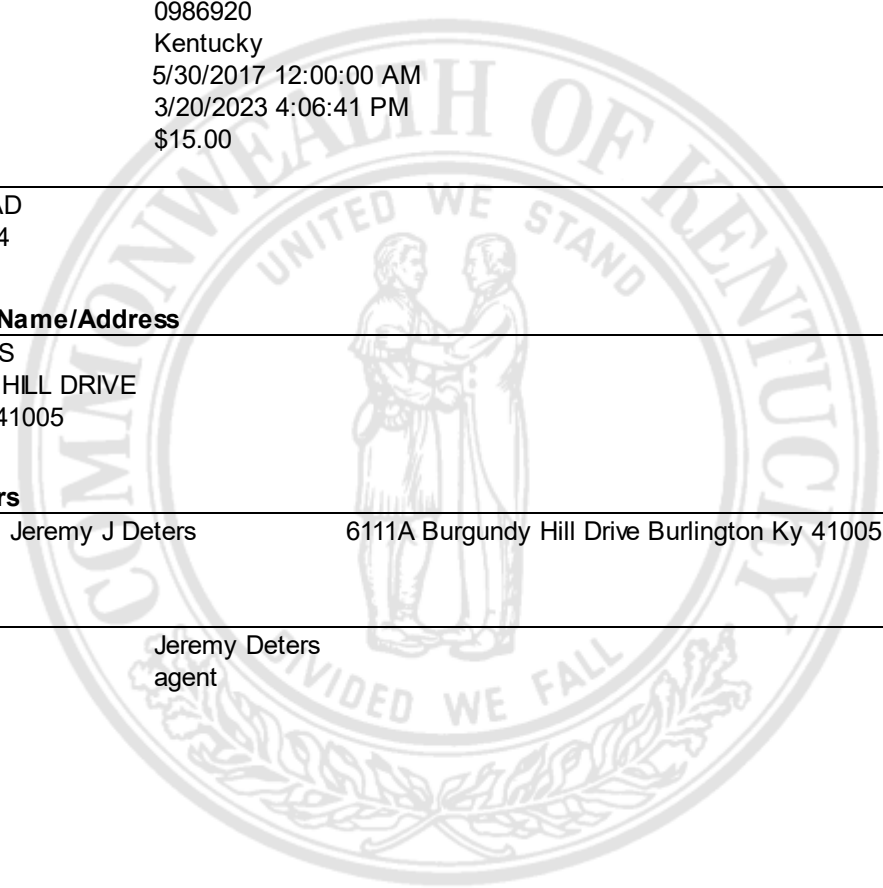 0986920
Kentucky
5/30/2017 12:00:00 AM
3/20/2023 4:06:41 PM
$15.00
AD
4
Name/Address
S
HILL DRIVE
41005
rs
Jeremy J Deters 6111A Burgundy Hill Drive Burlington Ky 41005
Jeremy Deters
agent
COMMONWEALTH OF KENTUCKY
UNITED WE STAND
DIVIDED WE FALL